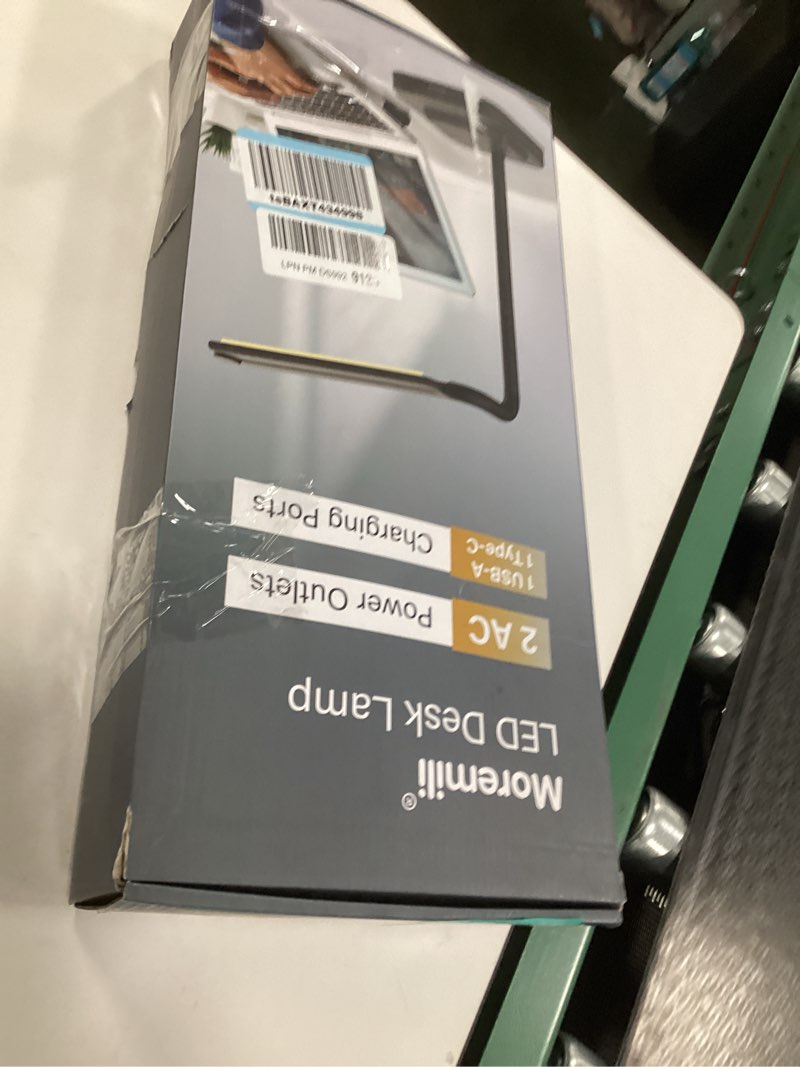 Moremili®
LED Desk Lamp
2 AC
Power Outlets
1 USB-A
1 Type-C
Charging Ports
LPN PM